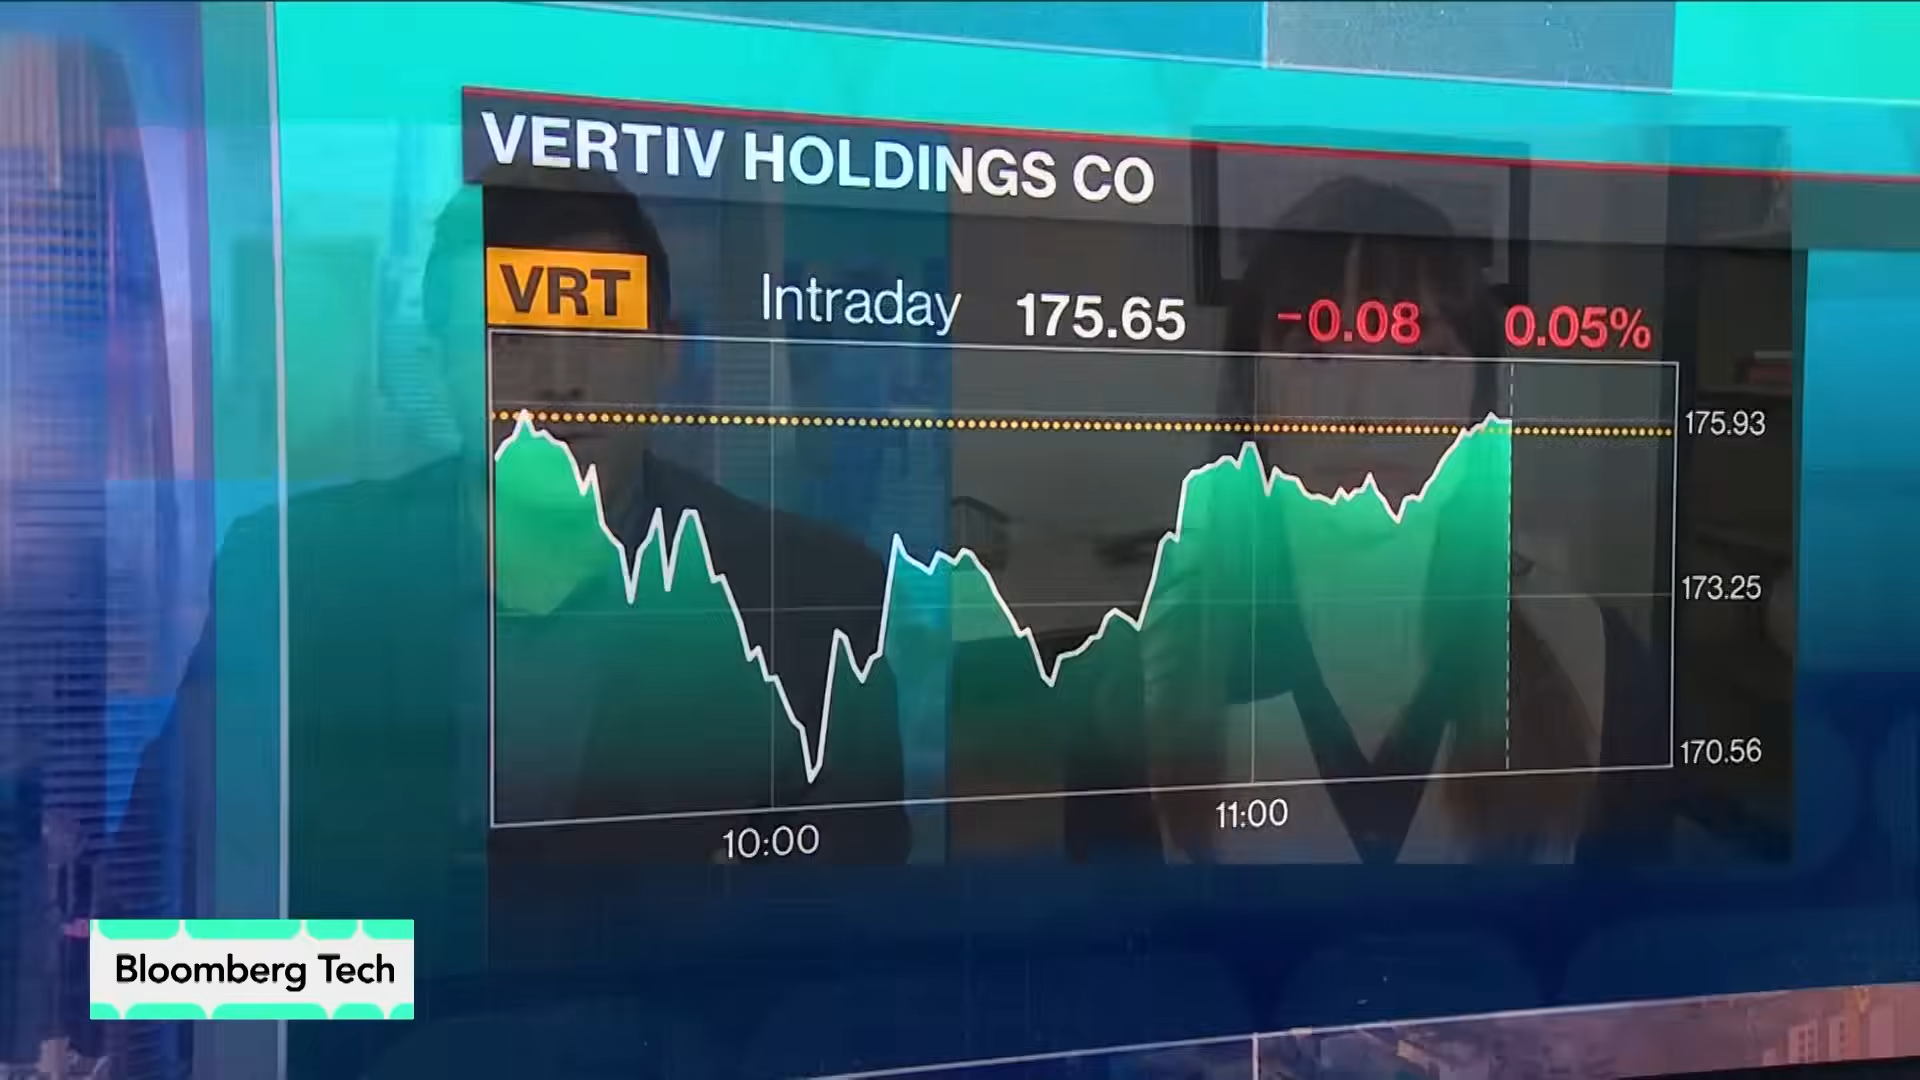 VERTIV HOLDINGS CO
VRT Intraday 175.65 -0.08 0.05%
175.93
173.25
170.56
10:00 11:00
Bloomberg Tech